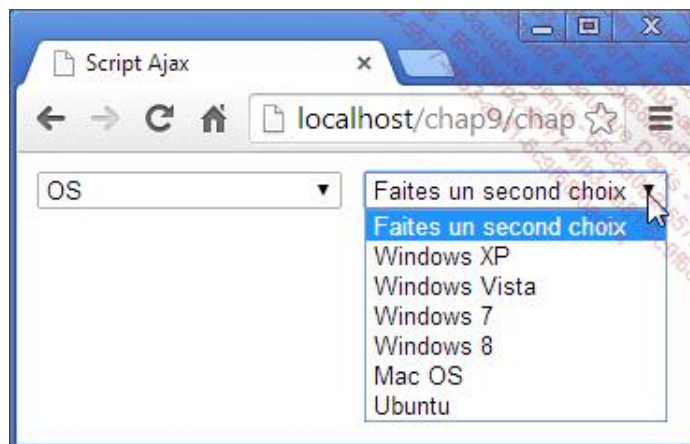 Script Ajax
localhost/chap9/chap
OS
Faites un second choix
Faites un second choix
Windows XP
Windows Vista
Windows 7
Windows 8
Mac OS
Ubuntu